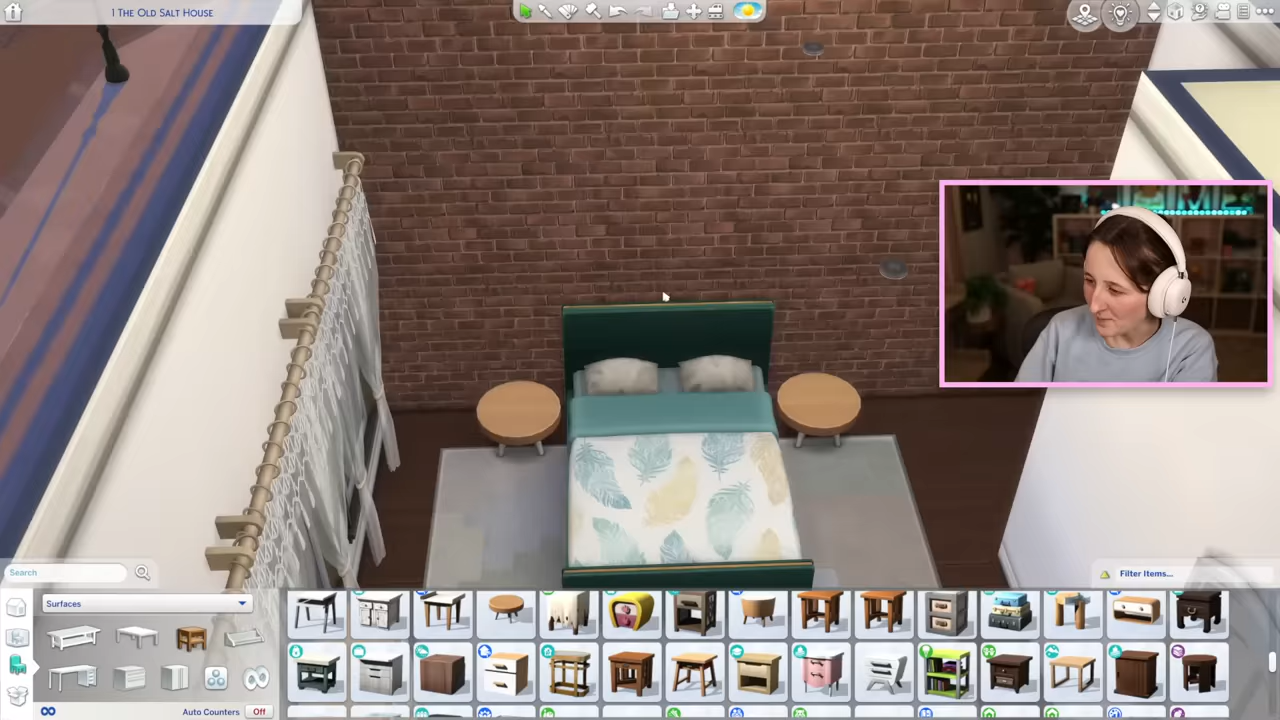 1 The Old Salt House
Search
Filter Items...
Surfaces
Auto Counters Off